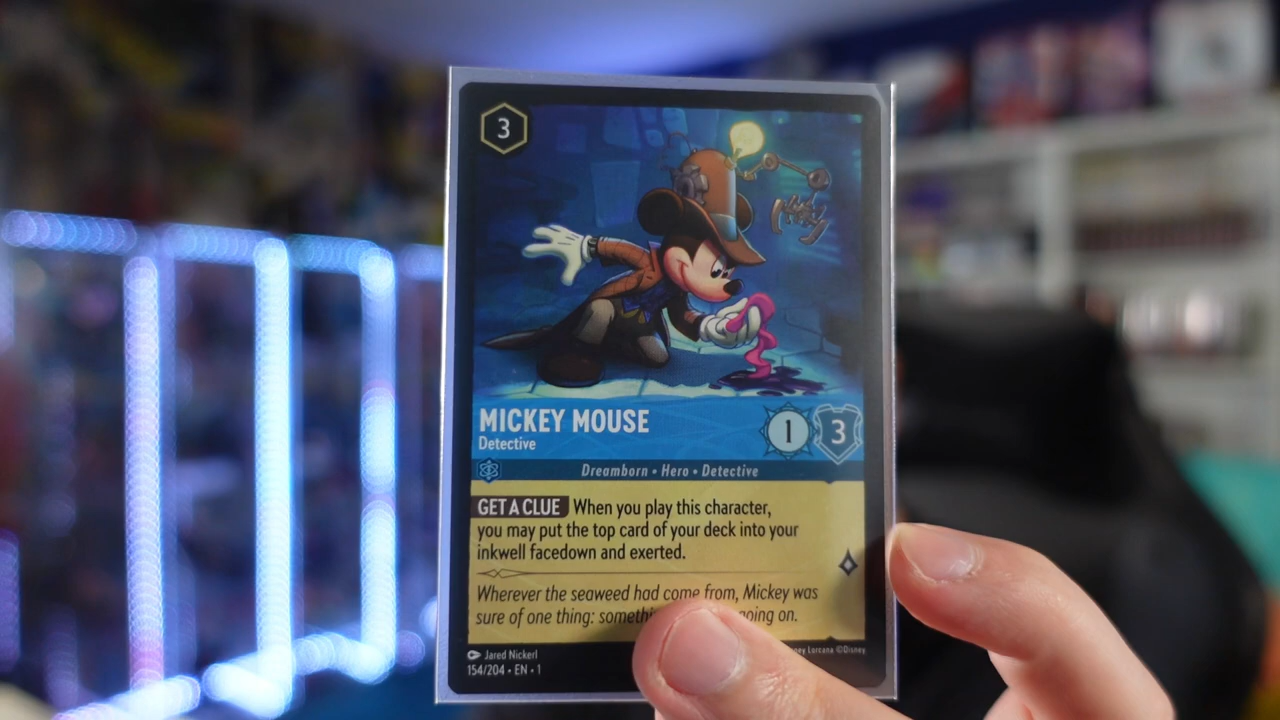 3
MICKEY MOUSE
Detective
1 3
Dreamborn • Hero • Detective
GET A CLUE When you play this character,
you may put the top card of your deck into your
inkwell facedown and exerted.
Wherever the seaweed had come from, Mickey was
sure of one thing: going on.
Jared Nickerl
Lorcana ©Disney
154/204 • EN • 1